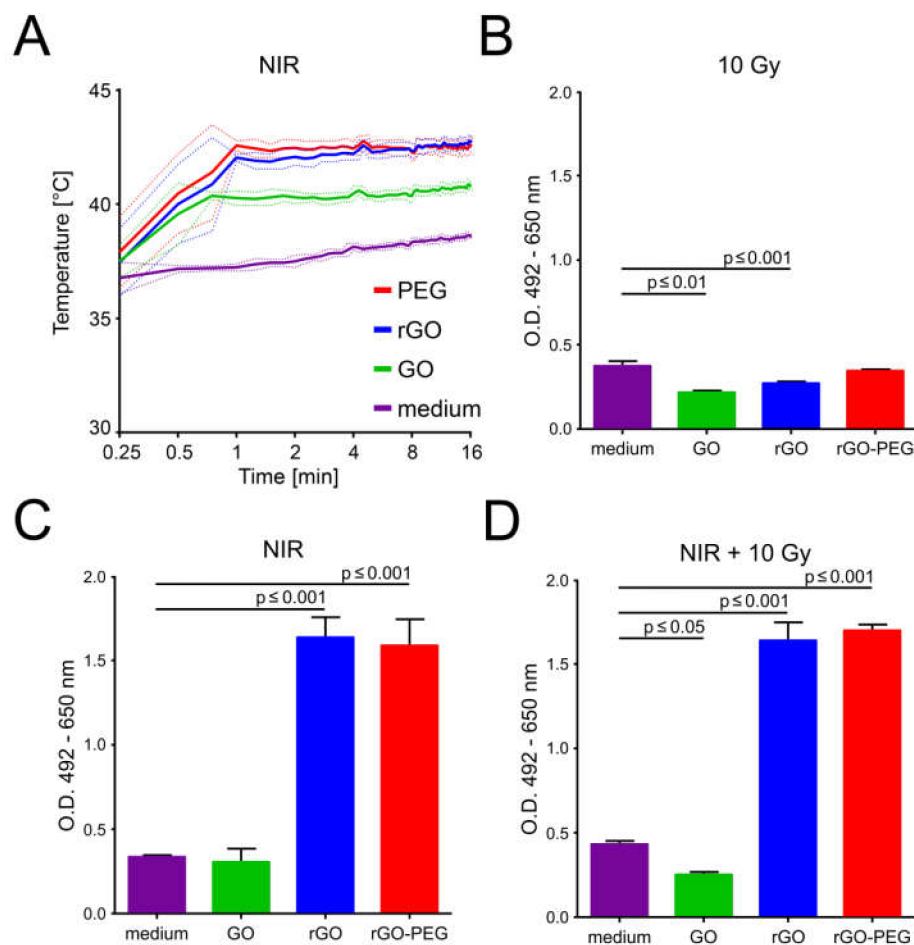 A
NIR
Temperature [°C]
45
40
35
30
0.25 0.5 1 2 4 8 16
Time [min]
PEG
rGO
GO
medium
B
10 Gy
O.D. 492 - 650 nm
2.0
1.5
1.0
0.5
0.0
p ≤ 0.001
p ≤ 0.01
medium GO rGO rGO-PEG
C
NIR
O.D. 492 - 650 nm
2.0
1.5
1.0
0.5
0.0
p ≤ 0.001
p ≤ 0.001
medium GO rGO rGO-PEG
D
NIR + 10 Gy
O.D. 492 - 650 nm
2.0
1.5
1.0
0.5
0.0
p ≤ 0.001
p ≤ 0.001
p ≤ 0.05
medium GO rGO rGO-PEG